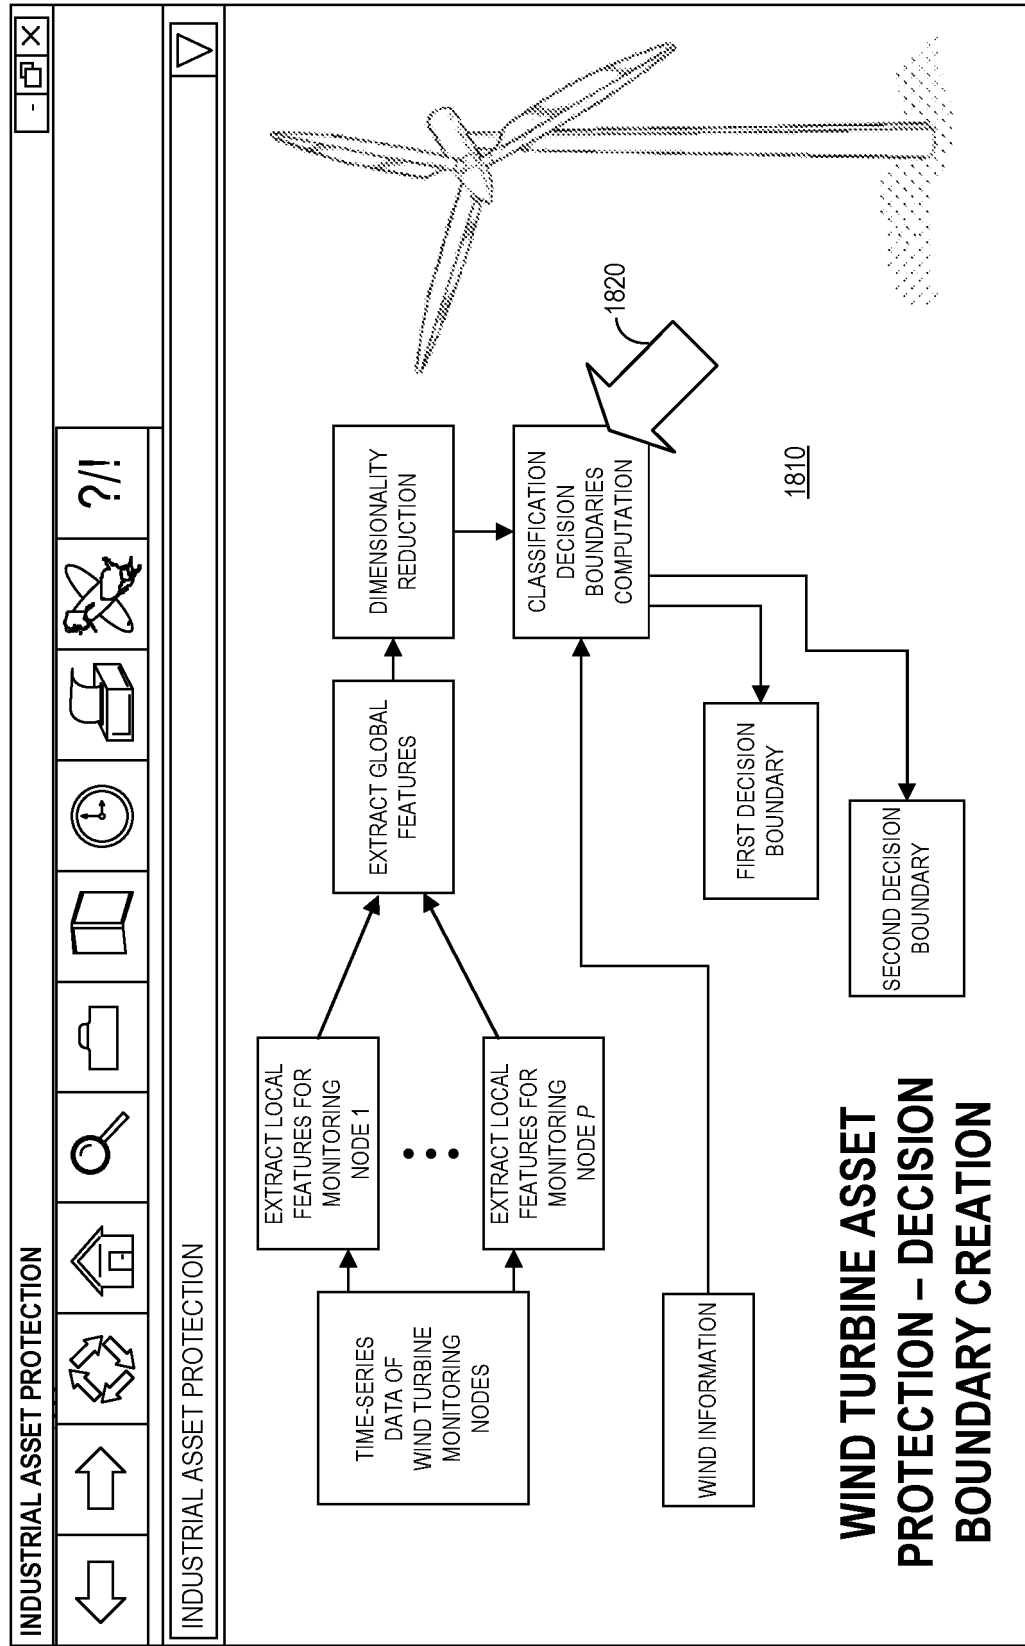 INDUSTRIAL ASSET PROTECTION
?/!
INDUSTRIAL ASSET PROTECTION
TIME-SERIES
DATA OF
WIND TURBINE
MONITORING
NODES
EXTRACT LOCAL
FEATURES FOR
MONITORING
NODE 1
EXTRACT LOCAL
FEATURES FOR
MONITORING
NODE P
EXTRACT GLOBAL
FEATURES
DIMENSIONALITY
REDUCTION
CLASSIFICATION
DECISION
BOUNDARIES
COMPUTATION
1820
WIND INFORMATION
FIRST DECISION
BOUNDARY
SECOND DECISION
BOUNDARY
1810
WIND TURBINE ASSET
PROTECTION – DECISION
BOUNDARY CREATION